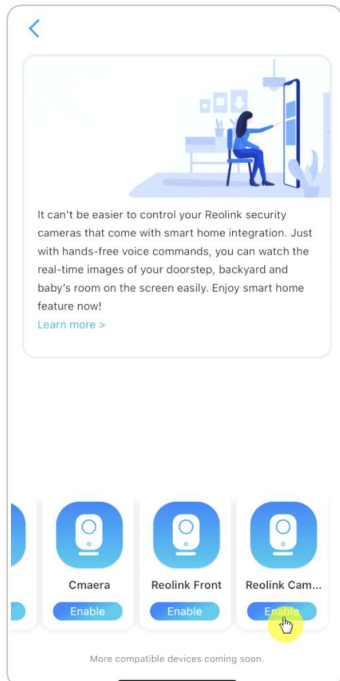 It can't be easier to control your Reolink security
cameras that come with smart home integration. Just
with hands-free voice commands, you can watch the
real-time images of your doorstep, backyard and
baby's room on the screen easily. Enjoy smart home
feature now!
Learn more >
Cmaera
Reolink Front
Reolink Cam...
Enable
Enable
Enable
More compatible devices coming soon.